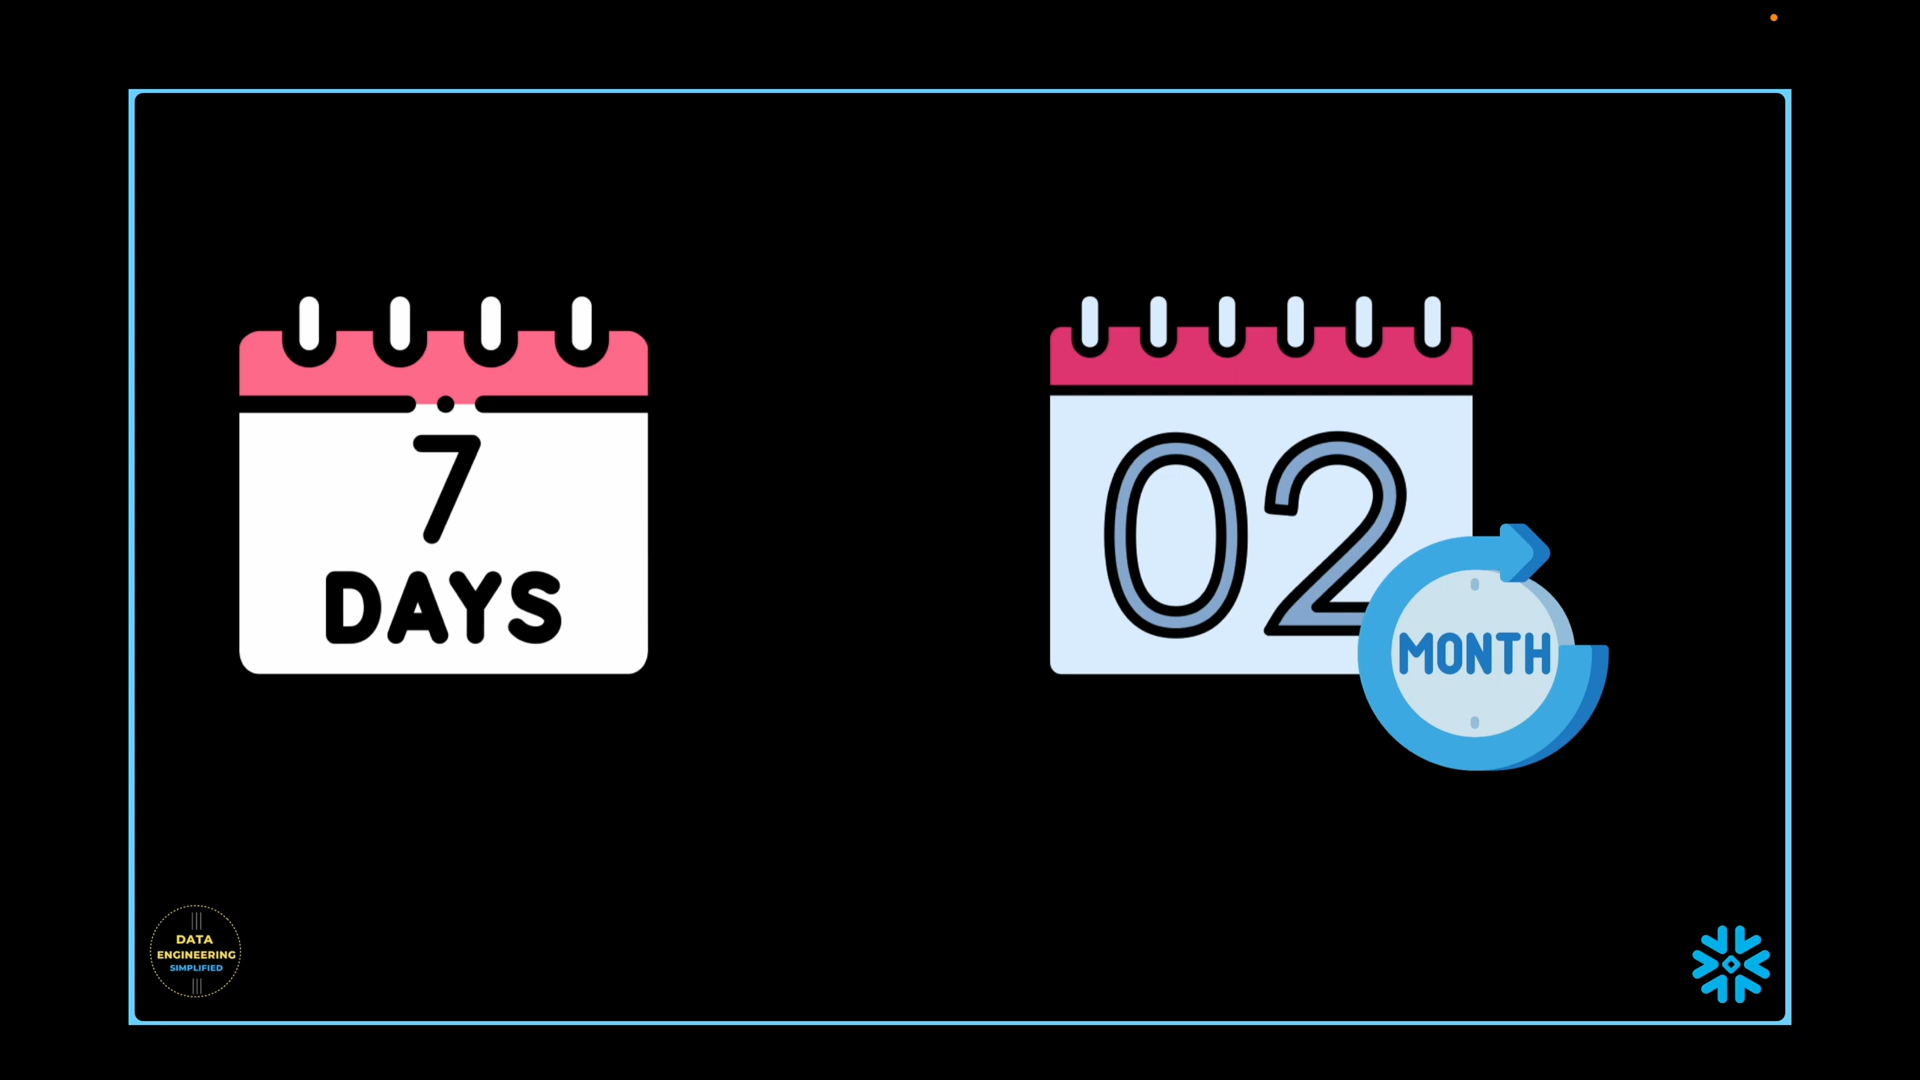 7
DAYS
02
MONTH
DATA
ENGINEERING
SIMPLIFIED